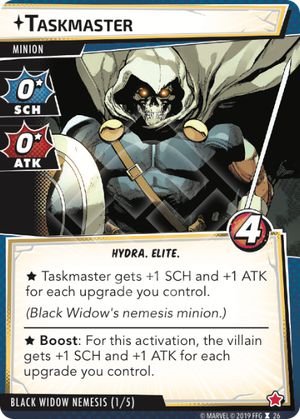 TASKMASTER
MINION
0★
SCH
0★
ATK
4
HYDRA. ELITE.
★ Taskmaster gets +1 SCH and +1 ATK
for each upgrade you control.
(Black Widow's nemesis minion.)
★ Boost: For this activation, the villain
gets +1 SCH and +1 ATK for each
upgrade you control.
BLACK WIDOW NEMESIS (1/5)
© MARVEL © 2019 FFG 26